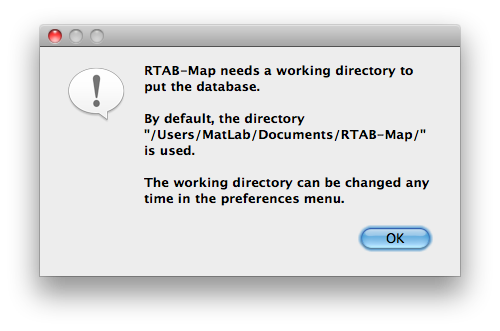 RTAB-Map needs a working directory to
put the database.
By default, the directory
"/Users/MatLab/Documents/RTAB-Map/"
is used.
The working directory can be changed any
time in the preferences menu.
OK